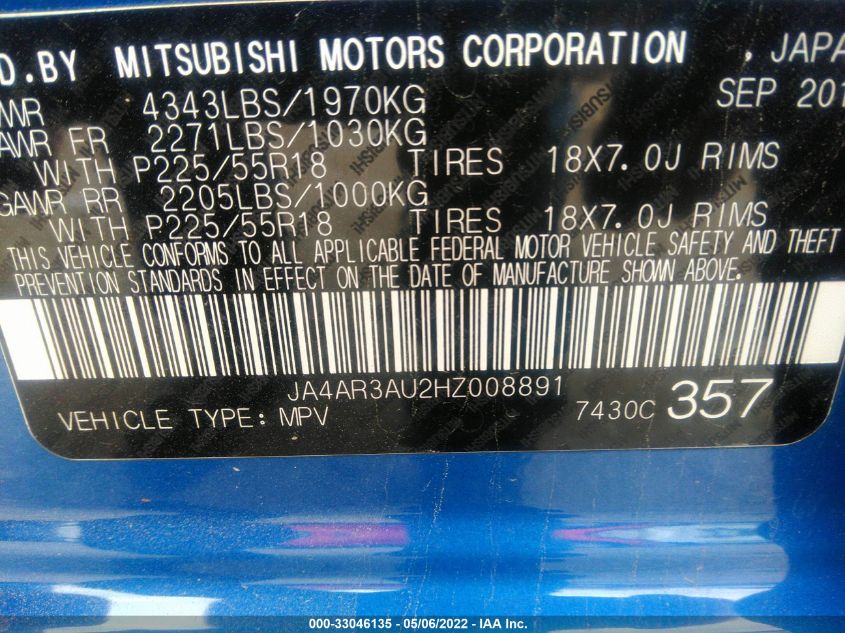 D.BY MITSUBISHI MOTORS CORPORATION , JAPA
WR 4343LBS/1970KG SEP 201
AWR FR 2271LBS/1030KG
WITH P225/55R18 TIRES 18X7.0J RIMS
GAWR RR 2205LBS/1000KG
WITH P225/55R18 TIRES 18X7.0J RIMS
THIS VEHICLE CONFORMS TO ALL APPLICABLE FEDERAL MOTOR VEHICLE SAFETY AND THEFT
PREVENTION STANDARDS IN EFFECT ON THE DATE OF MANUFACTURE SHOWN ABOVE.
JA4AR3AU2HZ008891
VEHICLE TYPE: MPV 7430C 357
000-33046135 - 05/06/2022 - IAA Inc.